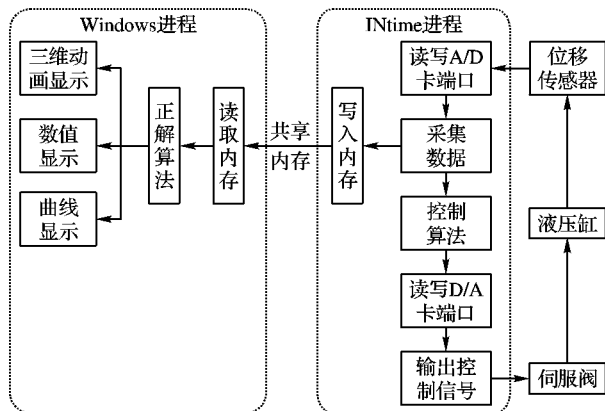 Windows进程
INtime进程
三维动
画显示
数值
显示
曲线
显示
正
解
算
法
读
取
内
存
共享
内存
写
入
内
存
读写A/D
卡端口
采集
数据
控制
算法
读写D/A
卡端口
输出控
制信号
位移
传感器
液压缸
伺服阀